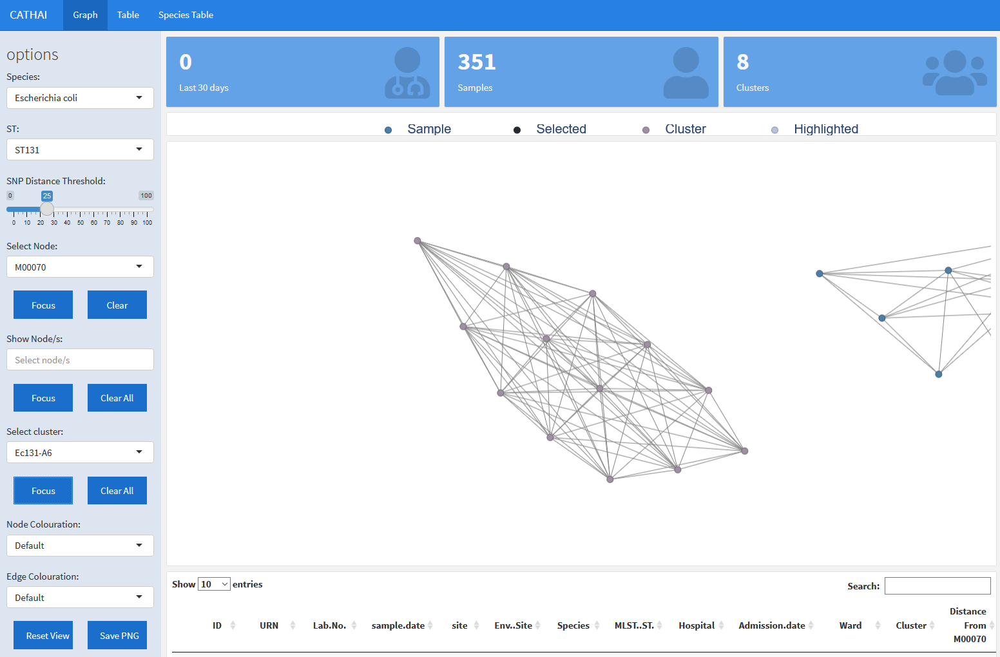 CATHAI Graph Table Species Table
options
Species:
Escherichia coli
ST:
ST131
SNP Distance Threshold:
0 25 100
0 10 20 30 40 50 60 70 80 90 100
Select Node:
M00070
Focus Clear
Show Node/s:
Select node/s
Focus Clear All
Select cluster:
Ec131-A6
Focus Clear All
Node Colouration:
Default
Edge Colouration:
Default
Reset View Save PNG
0
Last 30 days
351
Samples
8
Clusters
Sample Selected Cluster Highlighted
Show 10 entries
Search:
ID URN Lab.No. sample.date site Env..Site Species MLST..ST. Hospital Admission.date Ward Cluster Distance From M00070